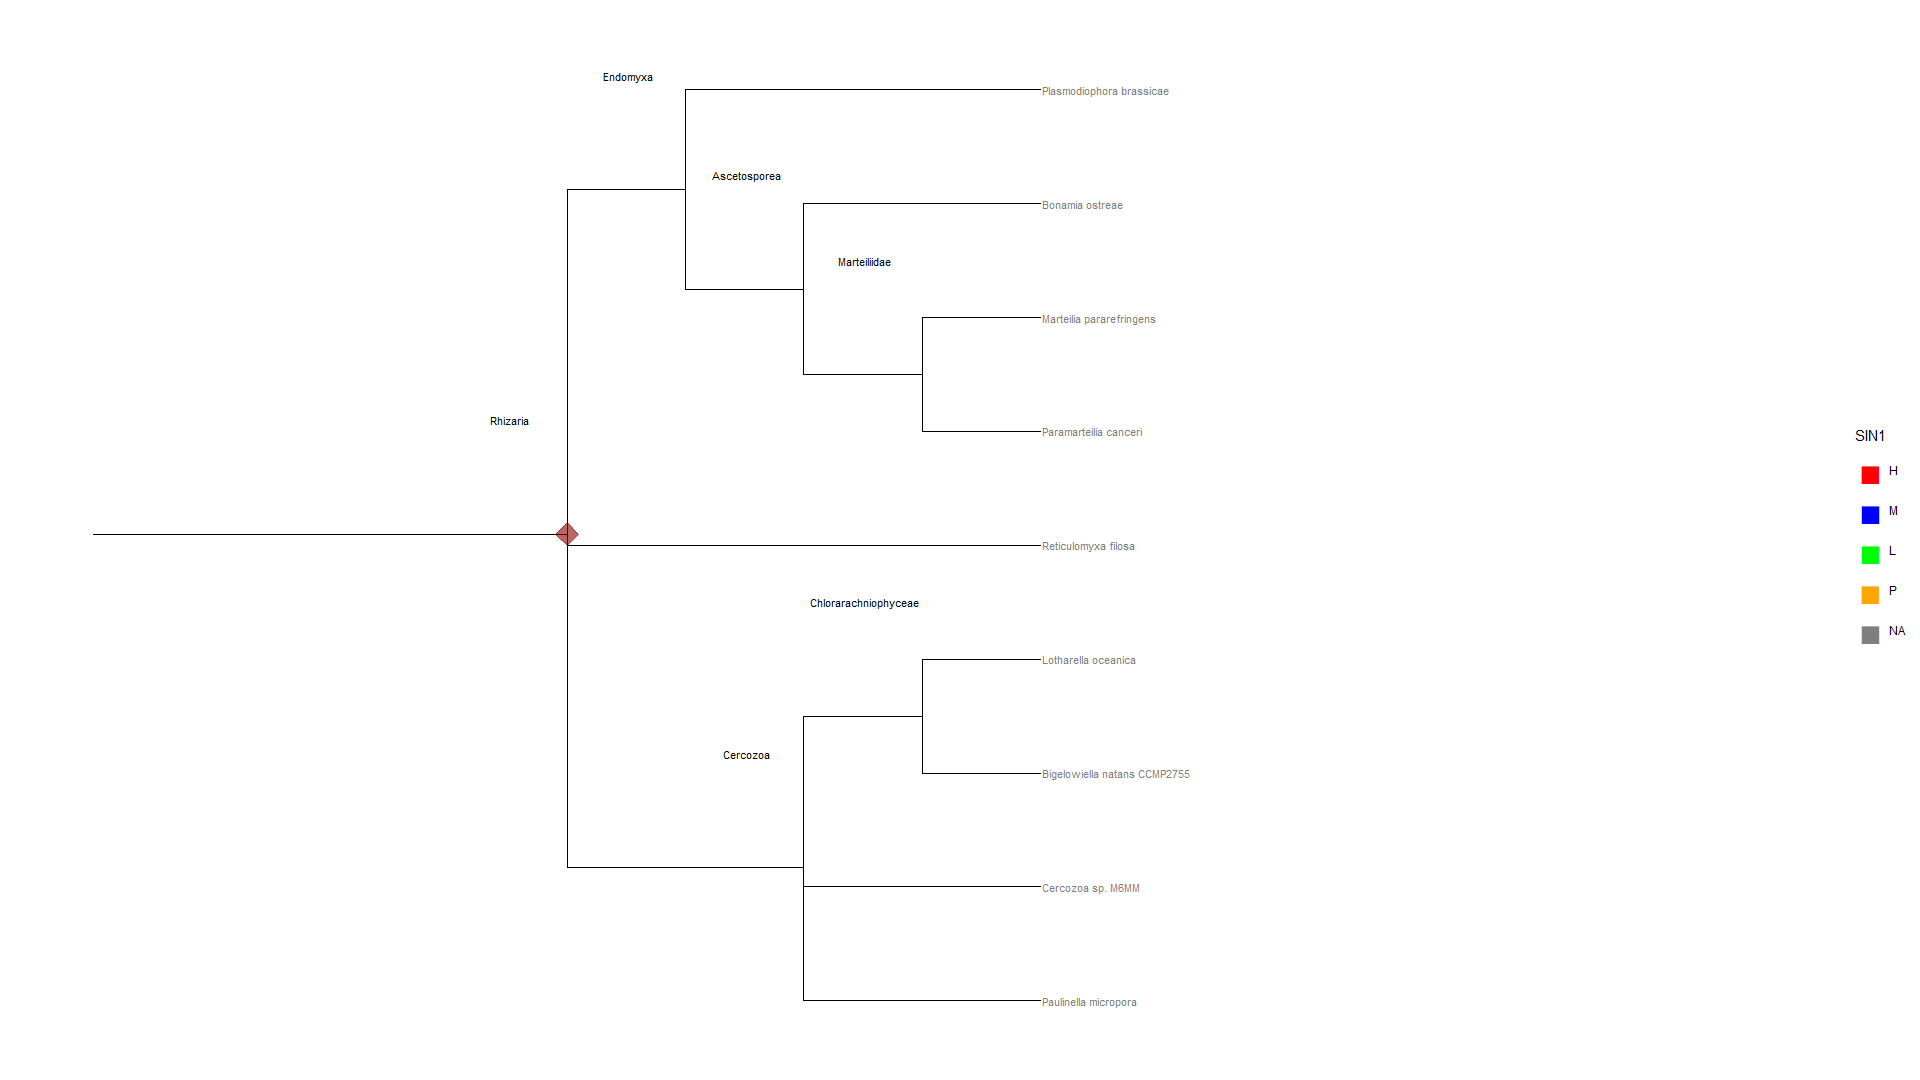 Endomyxa
Plasmodiophora brassicae
Ascetosporea
Bonamia ostreae
Marteiliidae
Marteilia pararefringens
Rhizaria
Paramarteilia canceri
Reticulomyxa filosa
Chlorarachniophyceae
Lotharella oceanica
Cercozoa
Bigelowiella natans CCMP2755
Cercozoa sp. M6MM
Paulinella micropora
SIN1
H
M
L
P
NA